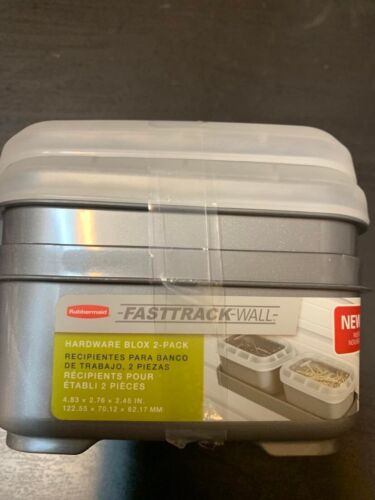 Rubbermaid
-FASTTRACK-WALL-
HARDWARE BLOX 2-PACK
RECIPIENTES PARA BANCO
DE TRABAJO, 2 PIEZAS
RÉCIPIENTS POUR
ÉTABLI 2 PIÈCES
4.83 x 2.76 x 2.45 IN.
122.55 x 70.12 x 62.17 MM
NEW